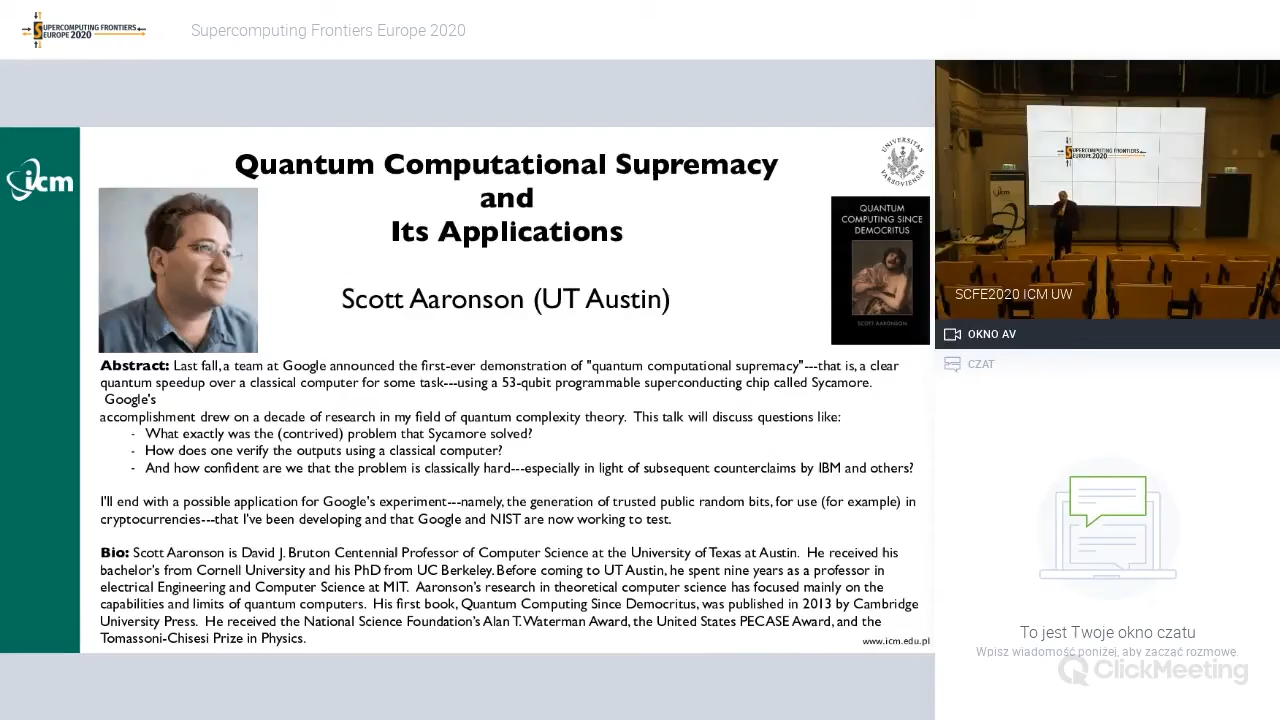 SUPERCOMPUTING FRONTIERS
EUROPE 2020
Supercomputing Frontiers Europe 2020
icm
Quantum Computational Supremacy
and
Its Applications
Scott Aaronson (UT Austin)
UNIVERSITAS
VARSOVIENSIS
QUANTUM
COMPUTING SINCE
DEMOCRITUS
SCOTT AARONSON
Abstract: Last fall, a team at Google announced the first-ever demonstration of "quantum computational supremacy"---that is, a clear
quantum speedup over a classical computer for some task---using a 53-qubit programmable superconducting chip called Sycamore.
Google's
accomplishment drew on a decade of research in my field of quantum complexity theory. This talk will discuss questions like:
- What exactly was the (contrived) problem that Sycamore solved?
- How does one verify the outputs using a classical computer?
- And how confident are we that the problem is classically hard---especially in light of subsequent counterclaims by IBM and others?
I'll end with a possible application for Google's experiment---namely, the generation of trusted public random bits, for use (for example) in
cryptocurrencies---that I've been developing and that Google and NIST are now working to test.
Bio: Scott Aaronson is David J. Bruton Centennial Professor of Computer Science at the University of Texas at Austin. He received his
bachelor's from Cornell University and his PhD from UC Berkeley. Before coming to UT Austin, he spent nine years as a professor in
electrical Engineering and Computer Science at MIT. Aaronson's research in theoretical computer science has focused mainly on the
capabilities and limits of quantum computers. His first book, Quantum Computing Since Democritus, was published in 2013 by Cambridge
University Press. He received the National Science Foundation's Alan T. Waterman Award, the United States PECASE Award, and the
Tomassoni-Chisesi Prize in Physics.
www.icm.edu.pl
SUPERCOMPUTING FRONTIERS
EUROPE 2020
icm
SCFE2020 ICM UW
OKNO AV
CZAT
To jest Twoje okno czatu
Wpisz wiadomość poniżej, aby zacząć rozmowę.
ClickMeeting